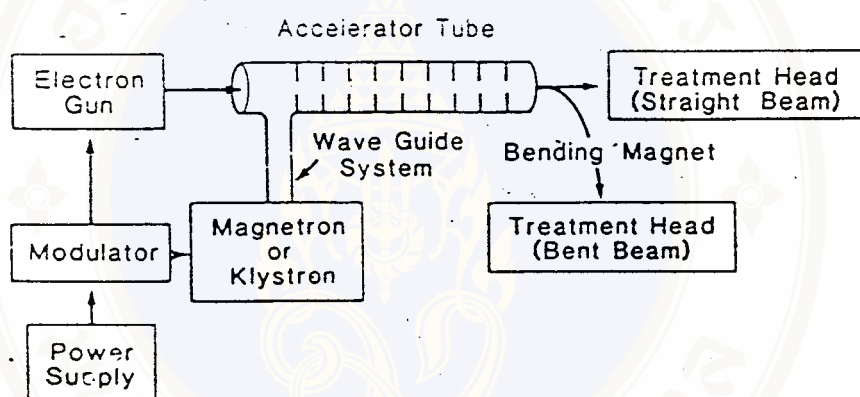 Accelerator Tube
Electron
Gun
Treatment Head
(Straight Beam)
Wave Guide
System
Bending Magnet
Modulator
Magnetron
or
Klystron
Treatment Head
(Bent Beam)
Power
Supply